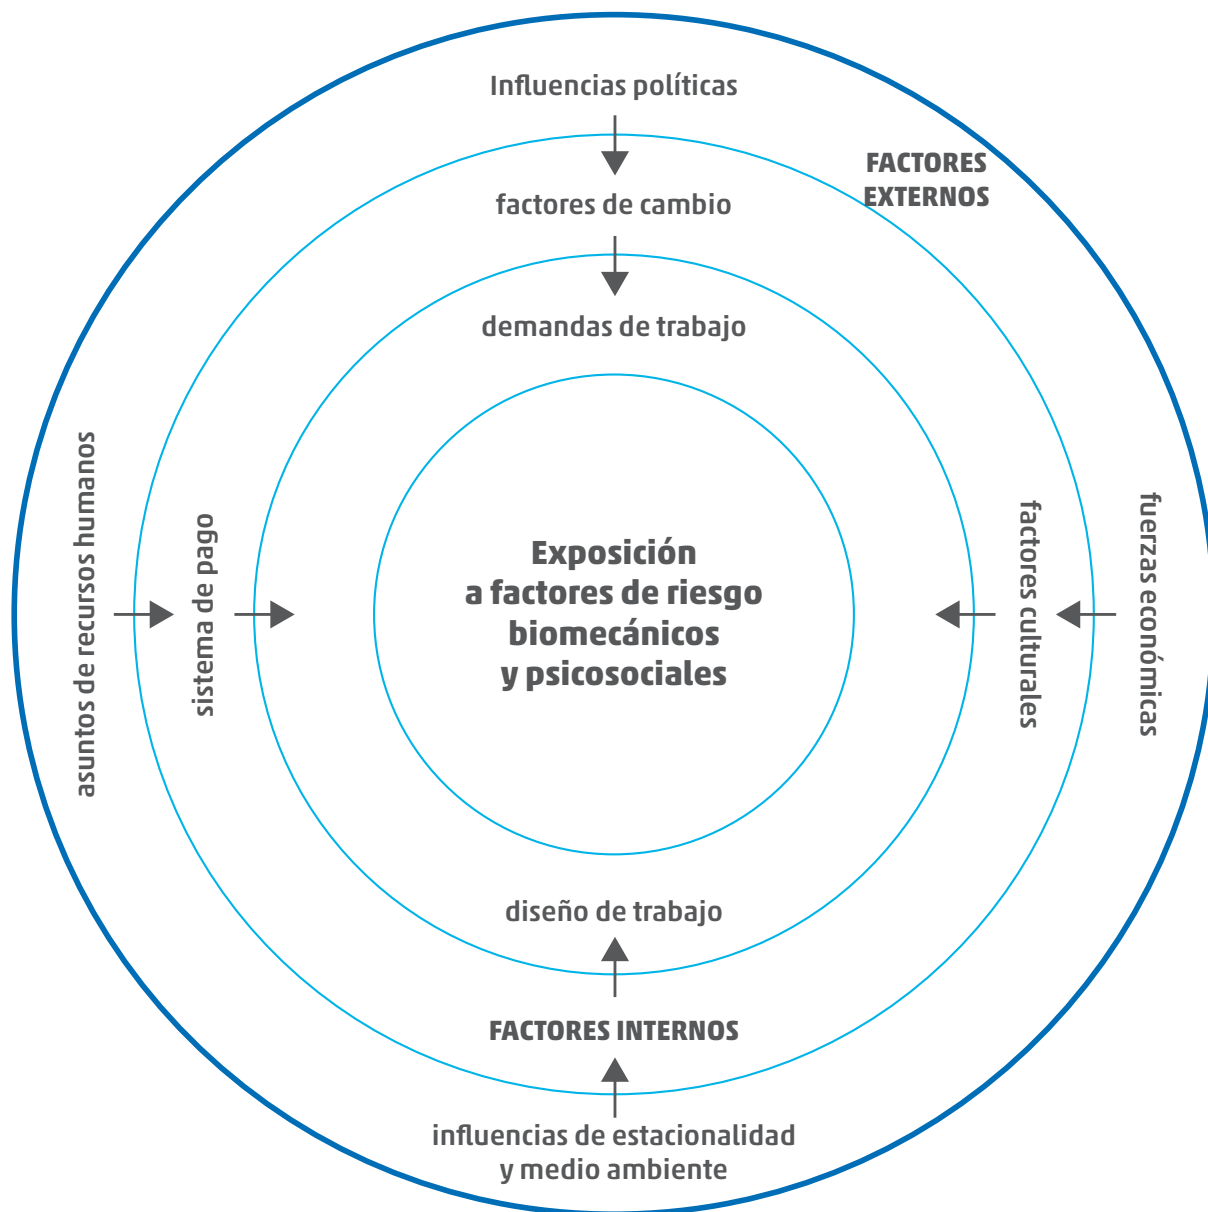 Influencias políticas
FACTORES
EXTERNOS
factores de cambio
demandas de trabajo
asuntos de recursos humanos
sistema de pago
Exposición
a factores de riesgo
biomecánicos
y psicosociales
factores culturales
fuerzas económicas
diseño de trabajo
FACTORES INTERNOS
influencias de estacionalidad
y medio ambiente